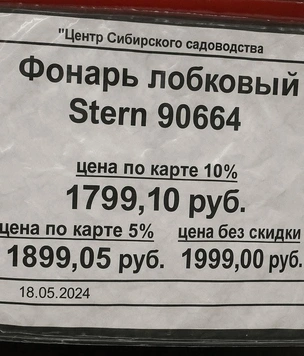 "Центр Сибирского садоводства
Фонарь лобковый
Stern 90664
цена по карте 10%
1799,10 руб.
цена по карте 5% цена без скидки
1899,05 руб. 1999,00 руб.
18.05.2024